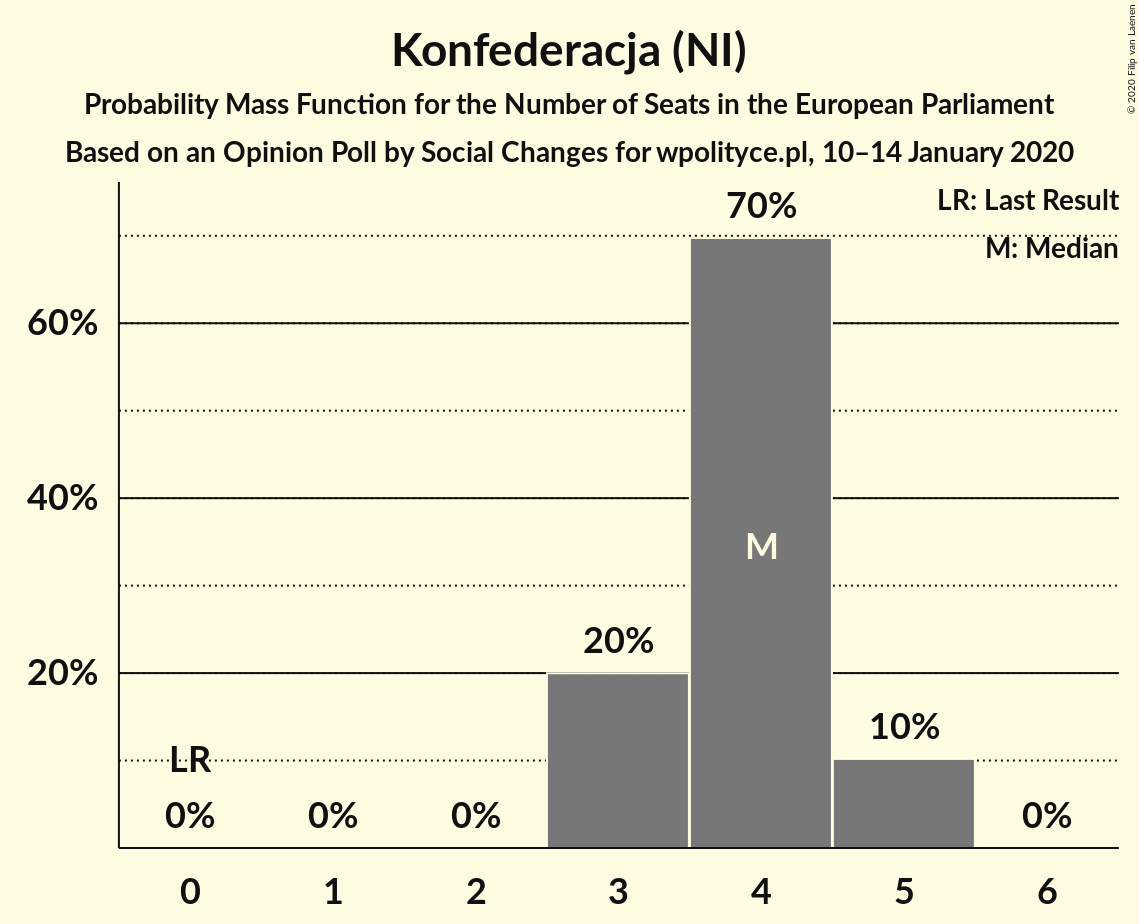 Konfederacja (NI)
Probability Mass Function for the Number of Seats in the European Parliament
Based on an Opinion Poll by Social Changes for wpolityce.pl, 10–14 January 2020
© 2020 Filip van Laenen
LR: Last Result
M: Median
70%
60%
40%
M
20%
20%
10%
LR
0%
0%
0%
0%
0
1
2
3
4
5
6